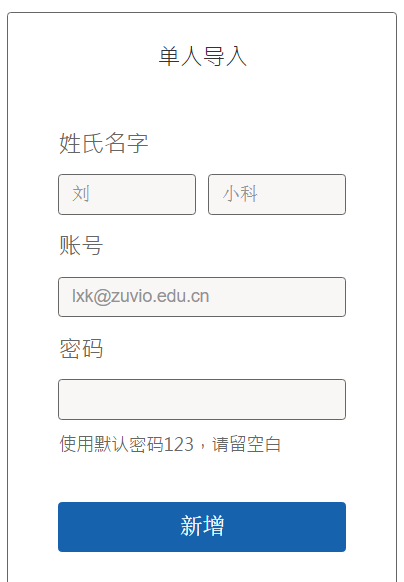 单人导入
姓氏名字
刘 小科
账号
lxk@zuvio.edu.cn
密码
使用默认密码123，请留空白
新增